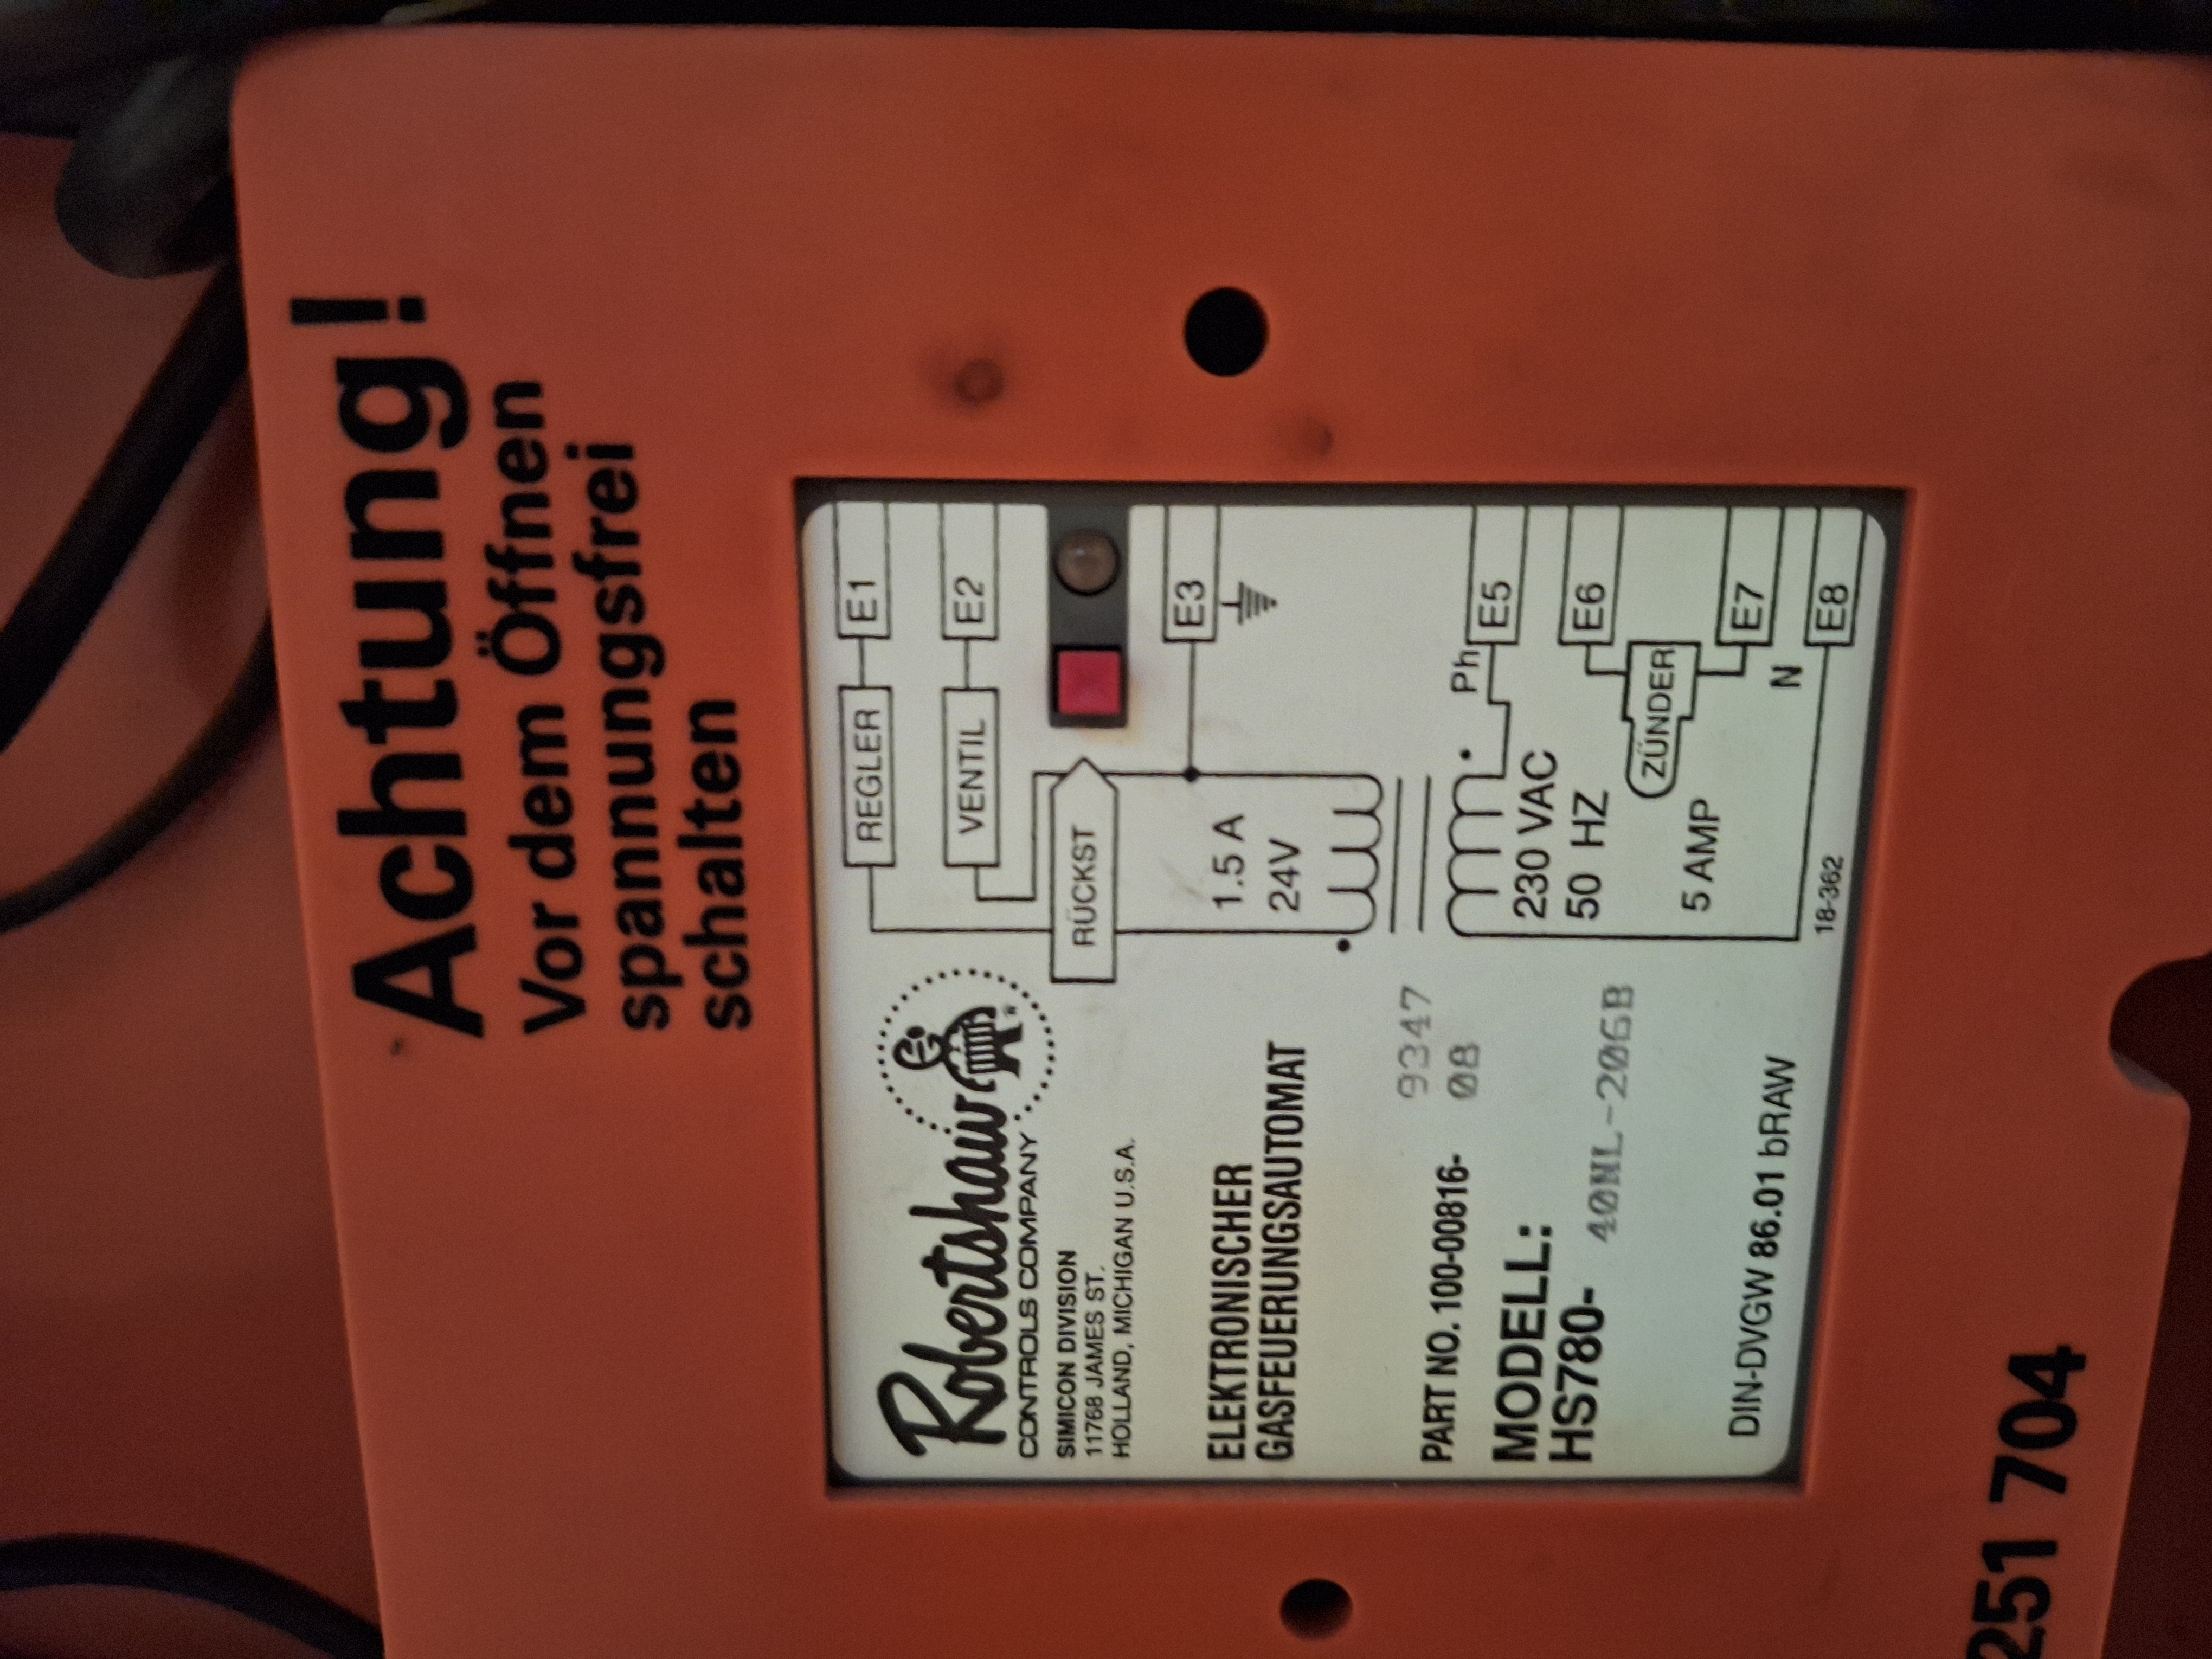 Achtung!
Vor dem Öffnen
spannungsfrei
schalten
Robertshaw
CONTROLS COMPANY
SIMICON DIVISION
11768 JAMES ST.
HOLLAND, MICHIGAN U.S.A.
ELEKTRONISCHER
GASFEUERUNGSAUTOMAT
9347
PART NO. 100-00816- 08
MODELL:
HS780- 40NL-206B
DIN-DVGW 86.01 bRAW
REGLER E1
VENTIL E2
RÜCKST
E3
1.5 A
24V
Ph E5
230 VAC
50 HZ
E6
ZÜNDER
5 AMP
E7
N
E8
18-362
251 704